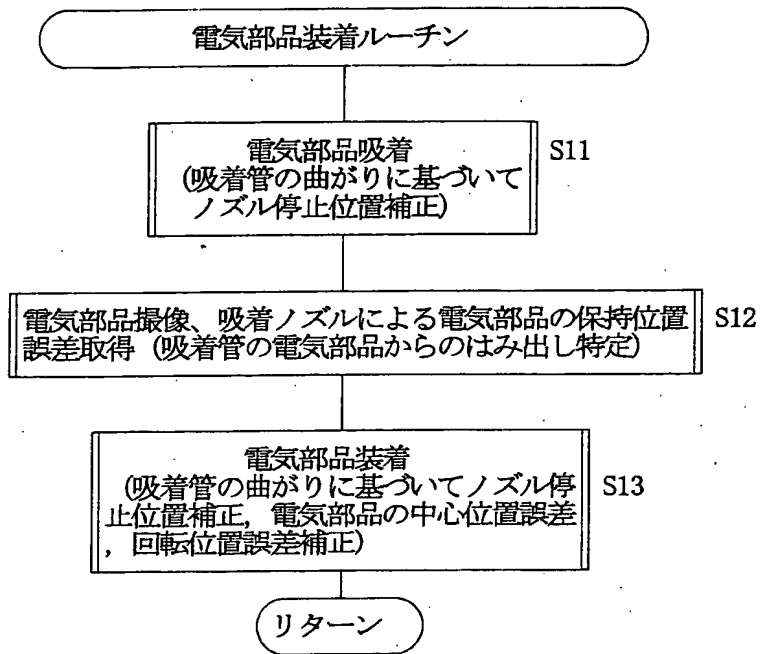 電気部品装着ルーチン
電気部品吸着
(吸着管の曲がりに基づいて
ノズル停止位置補正)
S11
電気部品撮像、吸着ノズルによる電気部品の保持位置
誤差取得 (吸着管の電気部品からのはみ出し特定)
S12
電気部品装着
(吸着管の曲がりに基づいてノズル停
止位置補正, 電気部品の中心位置誤差
, 回転位置誤差補正)
S13
リターン